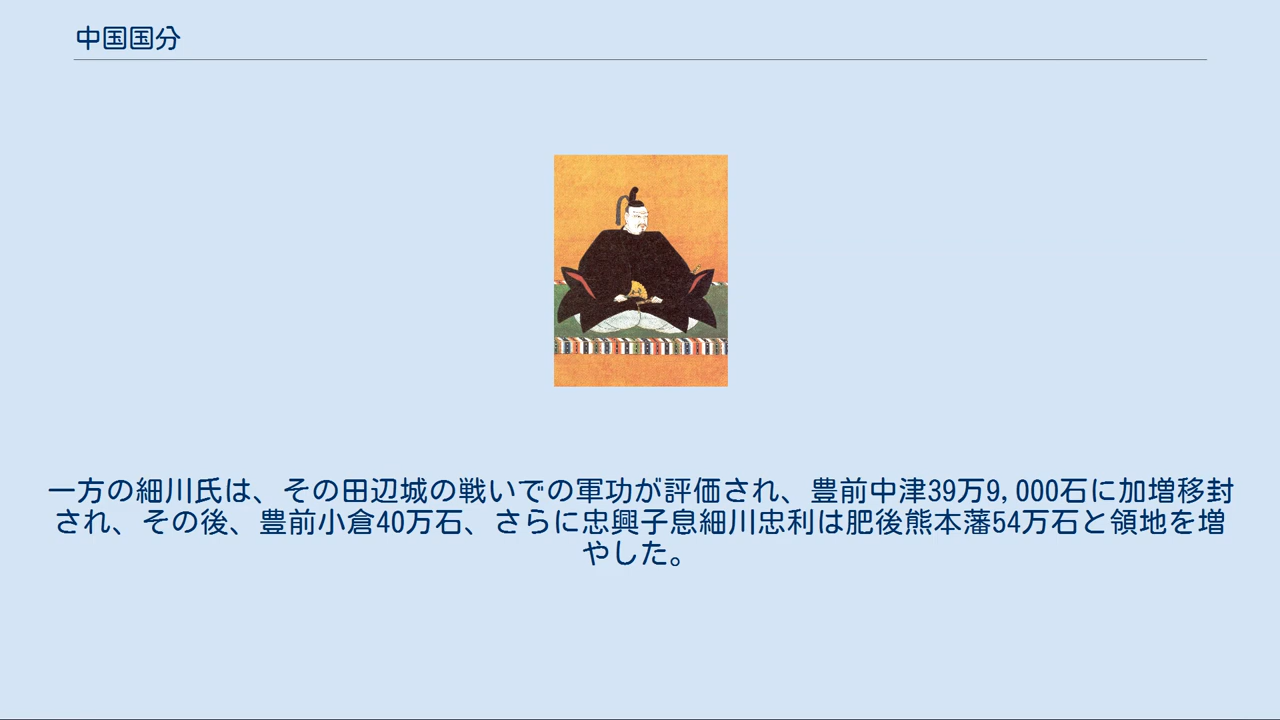 中国国分
一方の細川氏は、その田辺城の戦いでの軍功が評価され、豊前中津39万9,000石に加増移封
され、その後、豊前小倉40万石、さらに忠興子息細川忠利は肥後熊本藩54万石と領地を増
やした。